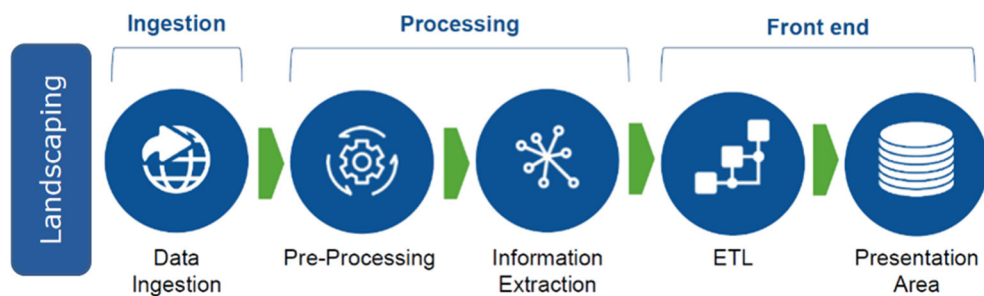 Landscaping
Ingestion
Processing
Front end
Data
Ingestion
Pre-Processing
Information
Extraction
ETL
Presentation
Area